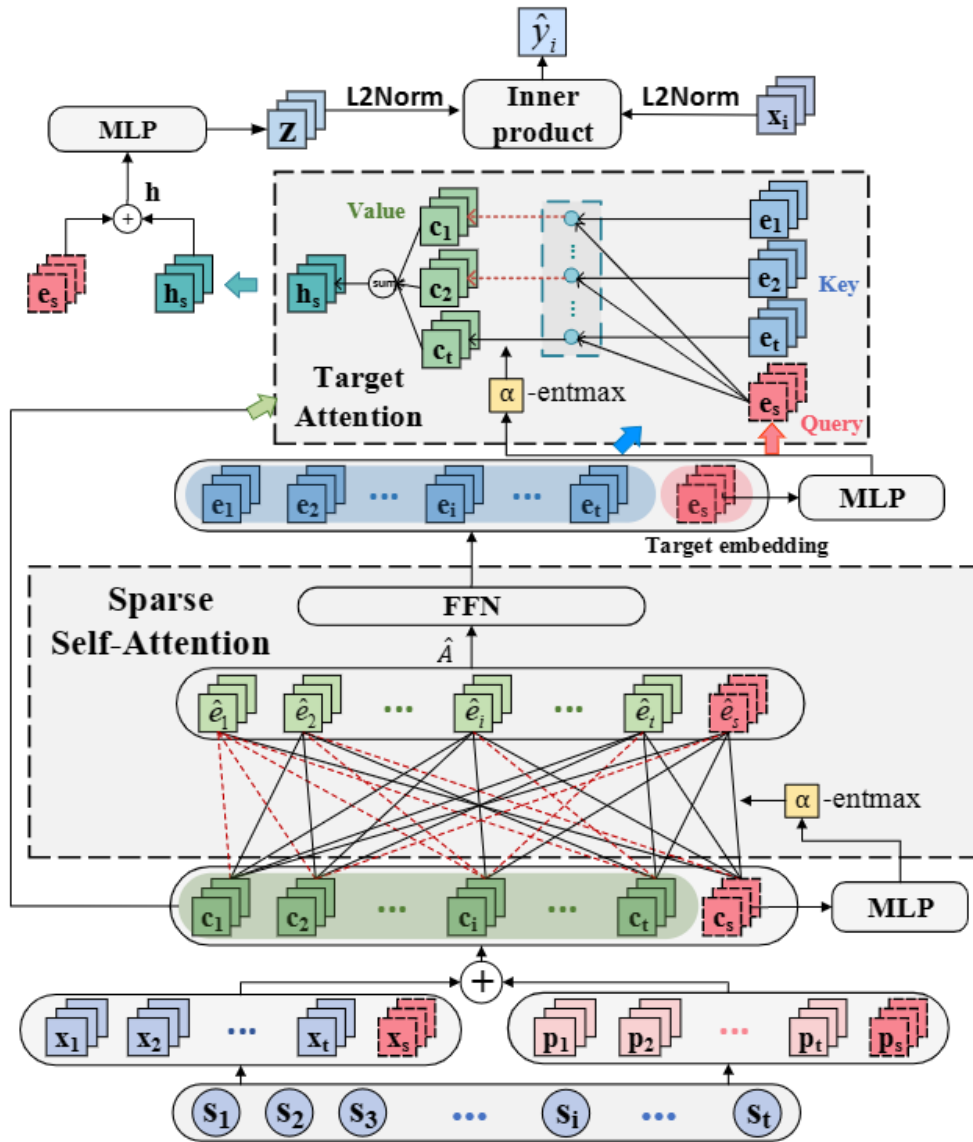 ŷᵢ
L2Norm Inner product L2Norm
MLP
z
xᵢ
h
+
eₛ hₛ
Value
c₁
c₂
cₜ
hₛ
sum
e₁
e₂
eₜ
Key
eₛ
Query
Target
Attention
α -entmax
e₁ e₂ ... eᵢ ... eₜ eₛ
MLP
Target embedding
Sparse
Self-Attention
FFN
Â
ê₁ ê₂ ... êᵢ ... êₜ êₛ
α -entmax
c₁ c₂ ... cᵢ ... cₜ cₛ
MLP
+
x₁ x₂ ... xₜ xₛ
p₁ p₂ ... pₜ pₛ
s₁ s₂ s₃ ... sᵢ ... sₜ